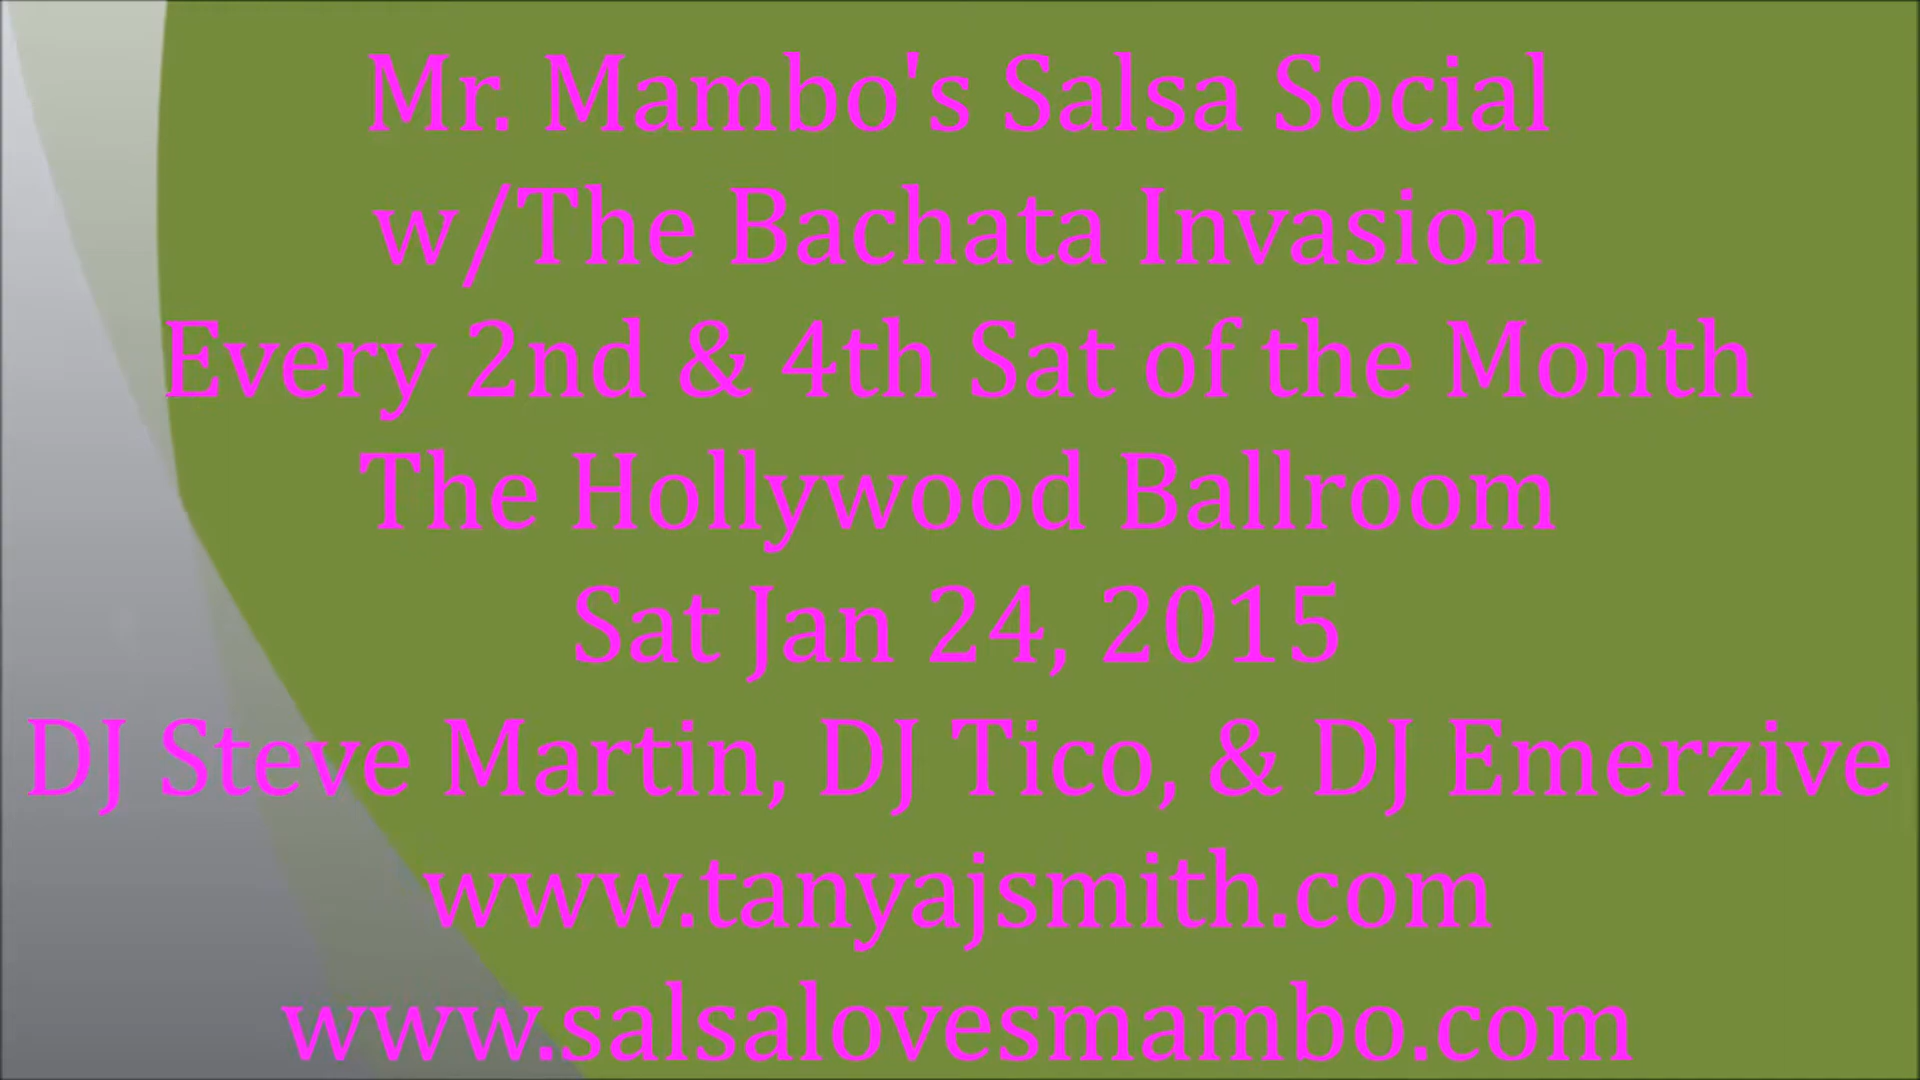 Mr. Mambo's Salsa Social
w/The Bachata Invasion
Every 2nd & 4th Sat of the Month
The Hollywood Ballroom
Sat Jan 24, 2015
DJ Steve Martin, DJ Tico, & DJ Emerzive
www.tanyajsmith.com
www.salsalovesmambo.com